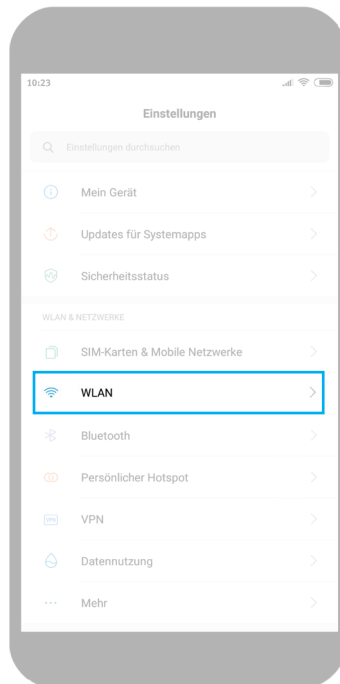 10:23
Einstellungen
Einstellungen durchsuchen
Mein Gerät
Updates für Systemapps
Sicherheitsstatus
WLAN & NETZWERKE
SIM-Karten & Mobile Netzwerke
WLAN
Bluetooth
Persönlicher Hotspot
VPN
VPN
Datennutzung
Mehr